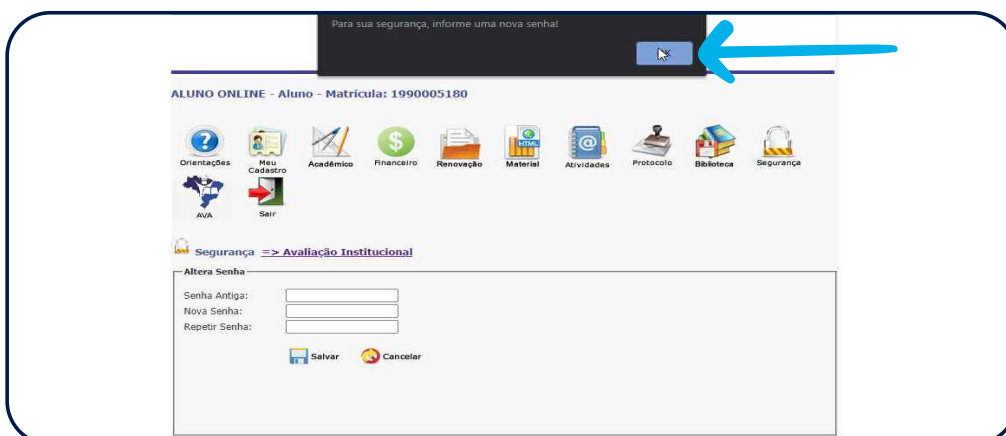 Para sua segurança, informe uma nova senha!
ALUNO ONLINE - Aluno - Matrícula: 1990005180
Orientações Meu Cadastro Acadêmico Financeiro Renovação Material Atividades Protocolo Biblioteca Segurança
HTML
AVA Sair
Segurança => Avaliação Institucional
Altera Senha
Senha Antiga:
Nova Senha:
Repetir Senha:
Salvar Cancelar